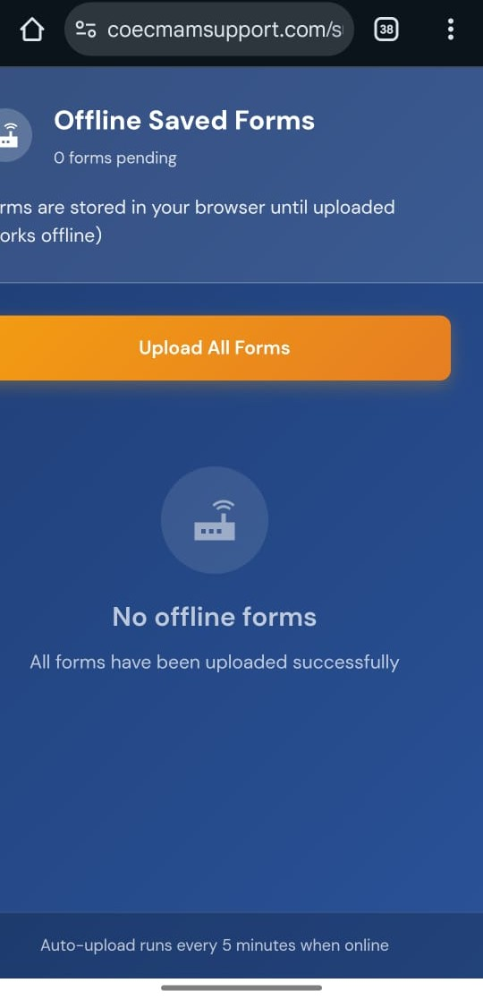 coecmamsupport.com/s
38
Offline Saved Forms
0 forms pending
rms are stored in your browser until uploaded
orks offline)
Upload All Forms
No offline forms
All forms have been uploaded successfully
Auto-upload runs every 5 minutes when online